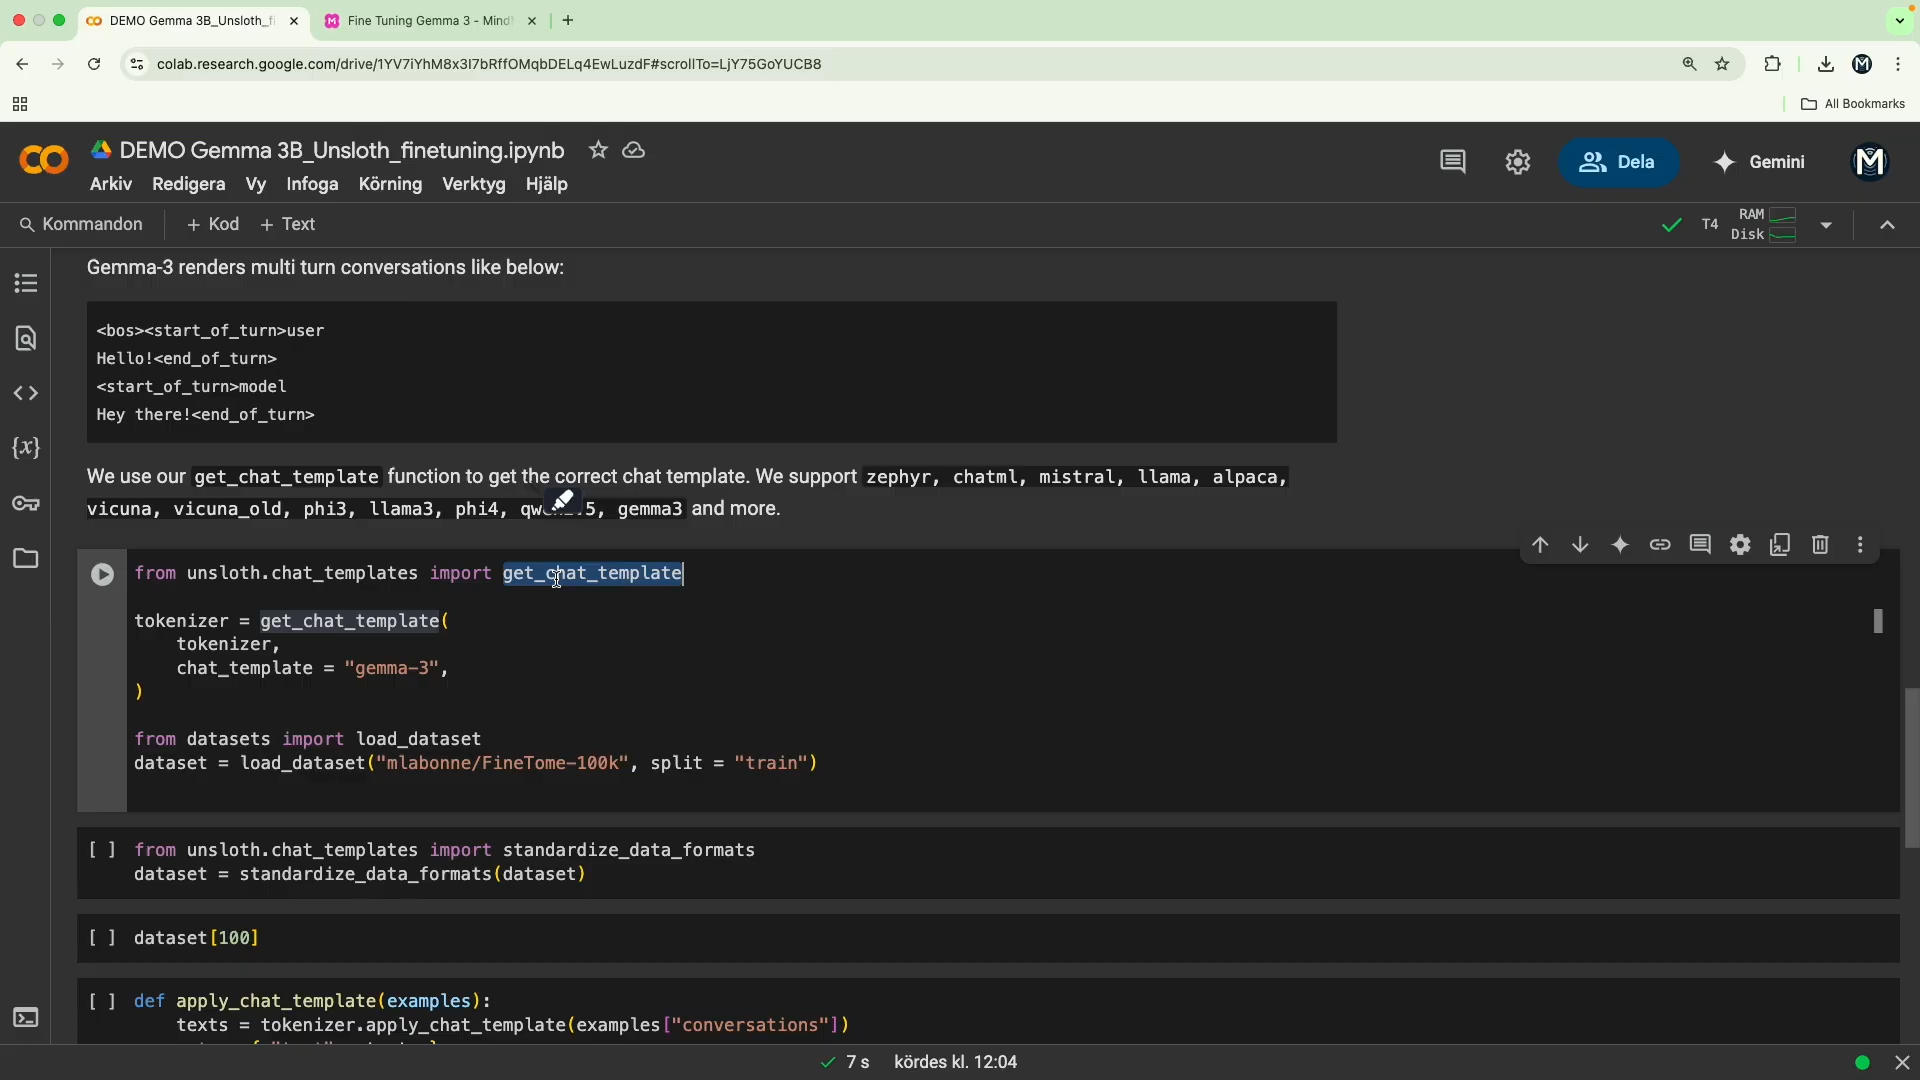 DEMO Gemma 3B_Unsloth_fi
Fine Tuning Gemma 3 - Mind
colab.research.google.com/drive/1YV7iYhM8x3I7bRffOMqbDELq4EwLuzdF#scrollTo=LjY75GoYUCB8
All Bookmarks
DEMO Gemma 3B_Unsloth_finetuning.ipynb
Arkiv Redigera Vy Infoga Körning Verktyg Hjälp
Dela
Gemini
Kommandon
+ Kod + Text
T4
RAM
Disk
Gemma-3 renders multi turn conversations like below:
<bos><start_of_turn>user
Hello!<end_of_turn>
<start_of_turn>model
Hey there!<end_of_turn>
We use our get_chat_template function to get the correct chat template. We support zephyr, chatml, mistral, llama, alpaca,
vicuna, vicuna_old, phi3, llama3, phi4, gemma3 and more.
from unsloth.chat_templates import get_chat_template
tokenizer = get_chat_template(
tokenizer,
chat_template = "gemma-3",
)
from datasets import load_dataset
dataset = load_dataset("mlabonne/FineTome-100k", split = "train")
[ ] from unsloth.chat_templates import standardize_data_formats
dataset = standardize_data_formats(dataset)
[ ] dataset[100]
[ ] def apply_chat_template(examples):
texts = tokenizer.apply_chat_template(examples["conversations"])
7 s kördes kl. 12:04